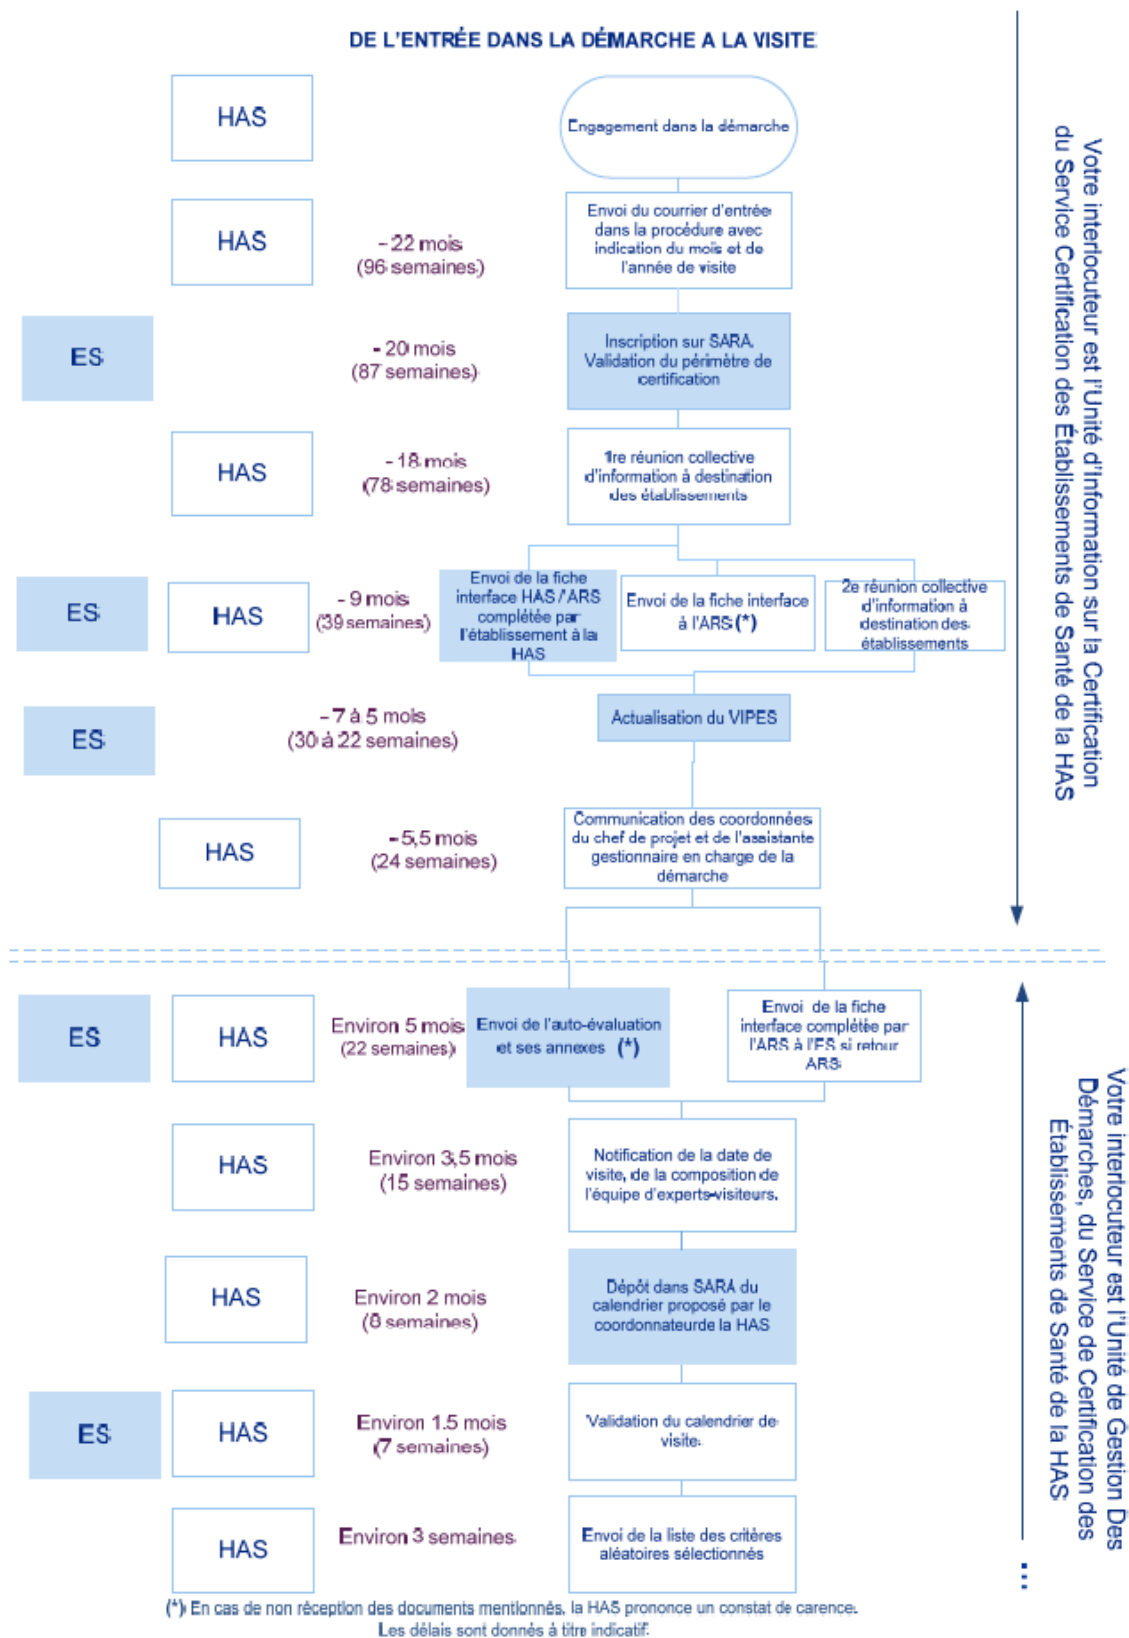 DE L'ENTRÉE DANS LA DÉMARCHE A LA VISITE
HAS
Engagement dans la démarche
HAS
- 22 mois
(96 semaines)
Envoi du courrier d'entrée
dans la procédure avec
indication du mois et de
l'année de visite
ES
- 20 mois
(87 semaines)
Inscription sur SARA
Validation du périmètre de
certification
HAS
- 18 mois
(78 semaines)
1re réunion collective
d'information à destination
des établissements
ES
HAS
- 9 mois
(39 semaines)
Envoi de la fiche
interface HAS / ARS
complétée par
l'établissement à la
HAS
Envoi de la fiche interface
à l'ARS (*)
2e réunion collective
d'information à
destination des
établissements
ES
- 7 à 5 mois
(30 à 22 semaines)
Actualisation du VIPES
HAS
- 5,5 mois
(24 semaines)
Communication des coordonnées
du chef de projet et de l'assistante
gestionnaire en charge de la
démarche
Votre interlocuteur est l'Unité d'Information sur la Certification
du Service Certification des Établissements de Santé de la HAS
ES
HAS
Environ 5 mois
(22 semaines)
Envoi de l'auto-évaluation
et ses annexes (*)
Envoi de la fiche
interface complétée par
l'ARS à l'ES si retour
ARS
HAS
Environ 3,5 mois
(15 semaines)
Notification de la date de
visite, de la composition de
l'équipe d'experts-visiteurs.
HAS
Environ 2 mois
(8 semaines)
Dépôt dans SARA du
calendrier proposé par le
coordonnateurde la HAS
ES
HAS
Environ 1.5 mois
(7 semaines)
Validation du calendrier de
visite.
HAS
Environ 3 semaines
Envoi de la liste des critères
aléatoires sélectionnés
Votre interlocuteur est l'Unité de Gestion Des
Démarches, du Service de Certification des
Établissements de Santé de la HAS
...
(*) En cas de non réception des documents mentionnés, la HAS prononce un constat de carence.
Les délais sont donnés à titre indicatif.